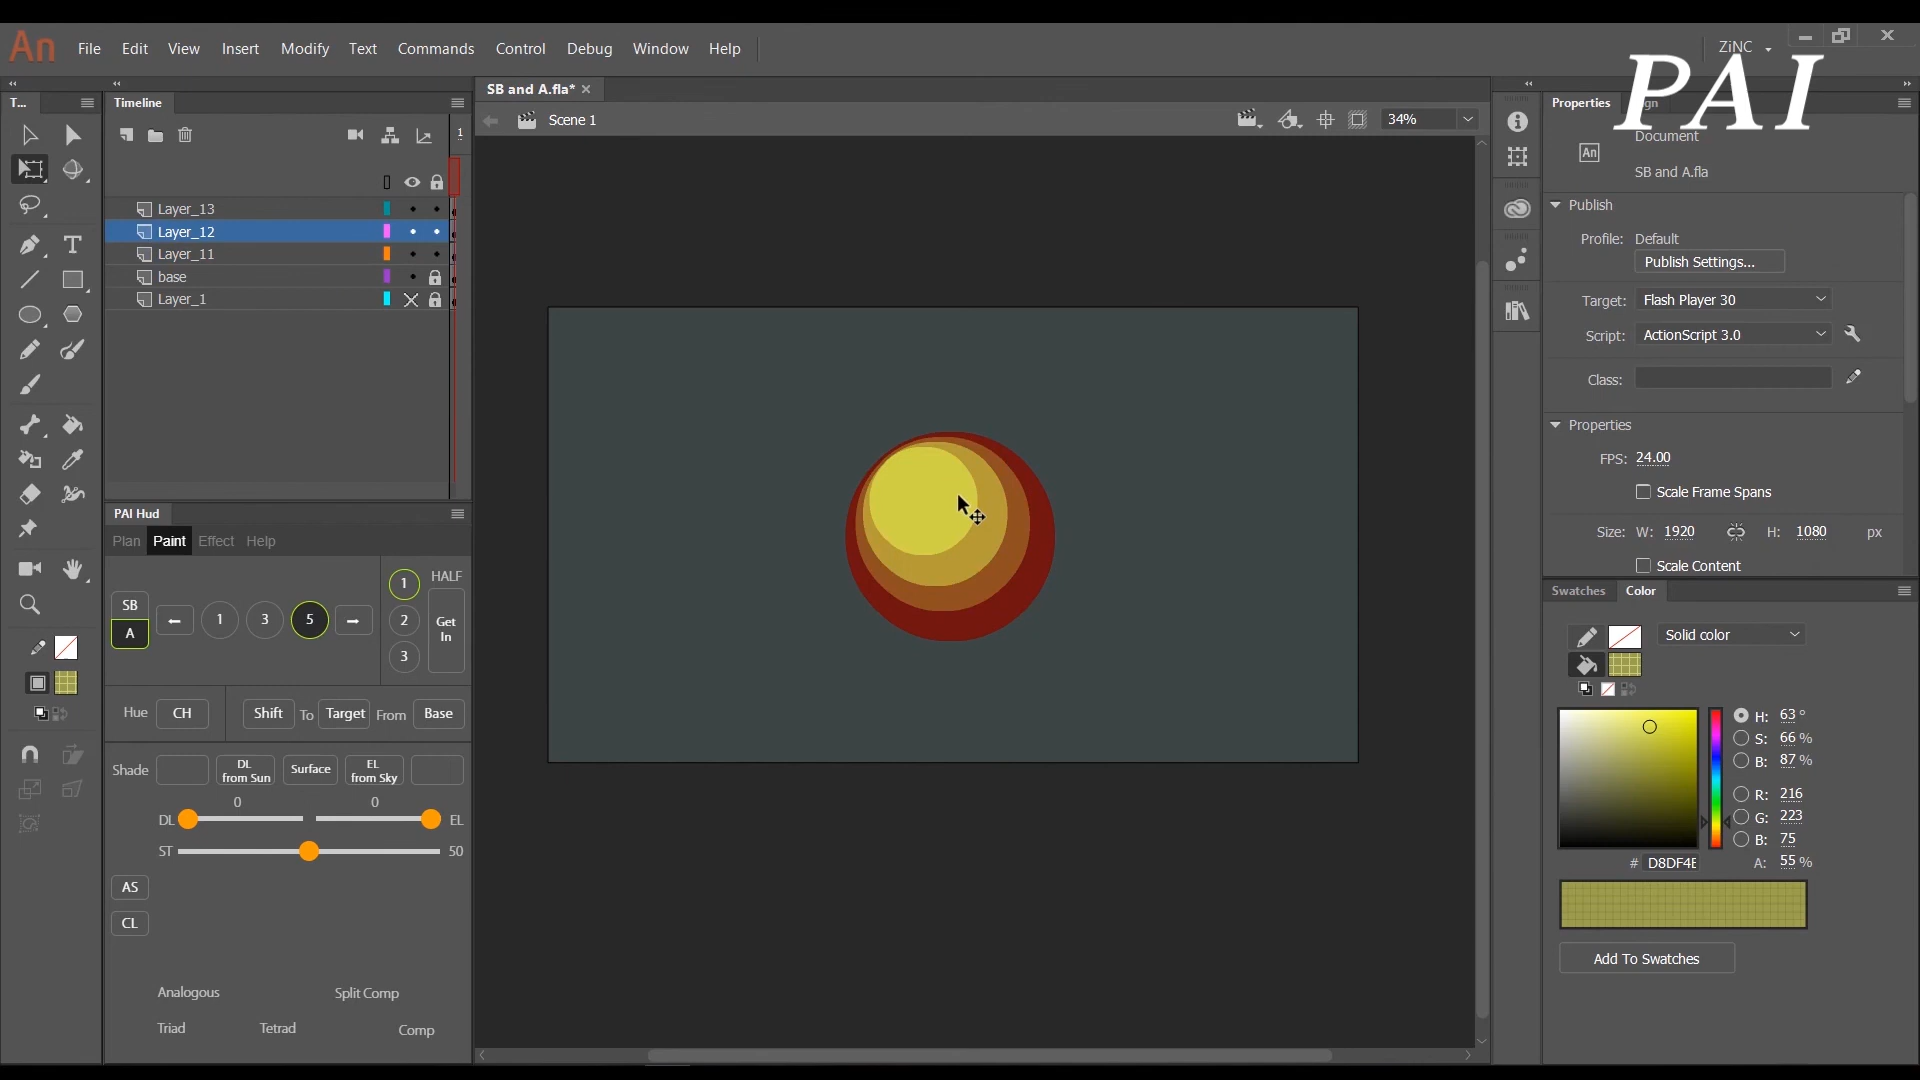 An File Edit View Insert Modify Text Commands Control Debug Window Help
ZiNC
PAI
T...
Timeline
SB and A.fla*
Properties
Scene 1
34%
1
Document
An
SB and A.fla
Layer_13
Layer_12
Layer_11
base
Layer_1
Publish
Profile: Default
Publish Settings...
Target: Flash Player 30
Script: ActionScript 3.0
Class:
Properties
FPS: 24.00
Scale Frame Spans
Size: W: 1920 H: 1080 px
Scale Content
PAI Hud
Plan Paint Effect Help
SB
A
1 3 5
1
2
3
HALF
Get
In
Hue CH Shift To Target From Base
Shade
DL
from Sun
Surface
EL
from Sky
0 0
DL EL
ST 50
AS
CL
Analogous Split Comp
Triad Tetrad Comp
Swatches Color
Solid color
H: 63 °
S: 66 %
B: 87 %
R: 216
G: 223
B: 75
# D8DF4B A: 55 %
Add To Swatches